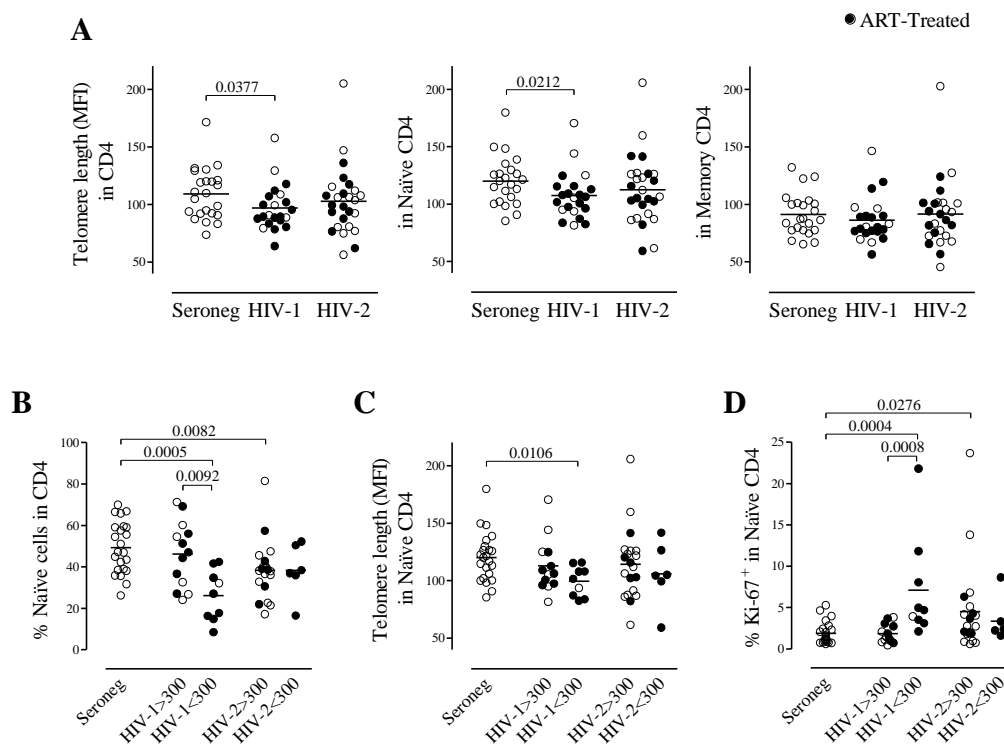 ART-Treated
A
Telomere length (MFI)
in CD4
200
150
100
50
0.0377
Seroneg HIV-1 HIV-2
in Naïve CD4
200
150
100
50
0.0212
Seroneg HIV-1 HIV-2
in Memory CD4
200
150
100
50
Seroneg HIV-1 HIV-2
B
% Naïve cells in CD4
100
80
60
40
20
0
0.0082
0.0005
0.0092
Seroneg
HIV-1>300
HIV-1<300
HIV-2>300
HIV-2<300
C
Telomere length (MFI)
in Naïve CD4
200
150
100
50
0.0106
Seroneg
HIV-1>300
HIV-1<300
HIV-2>300
HIV-2<300
D
% Ki-67+ in Naïve CD4
25
20
15
10
5
0
0.0276
0.0004
0.0008
Seroneg
HIV-1>300
HIV-1<300
HIV-2>300
HIV-2<300